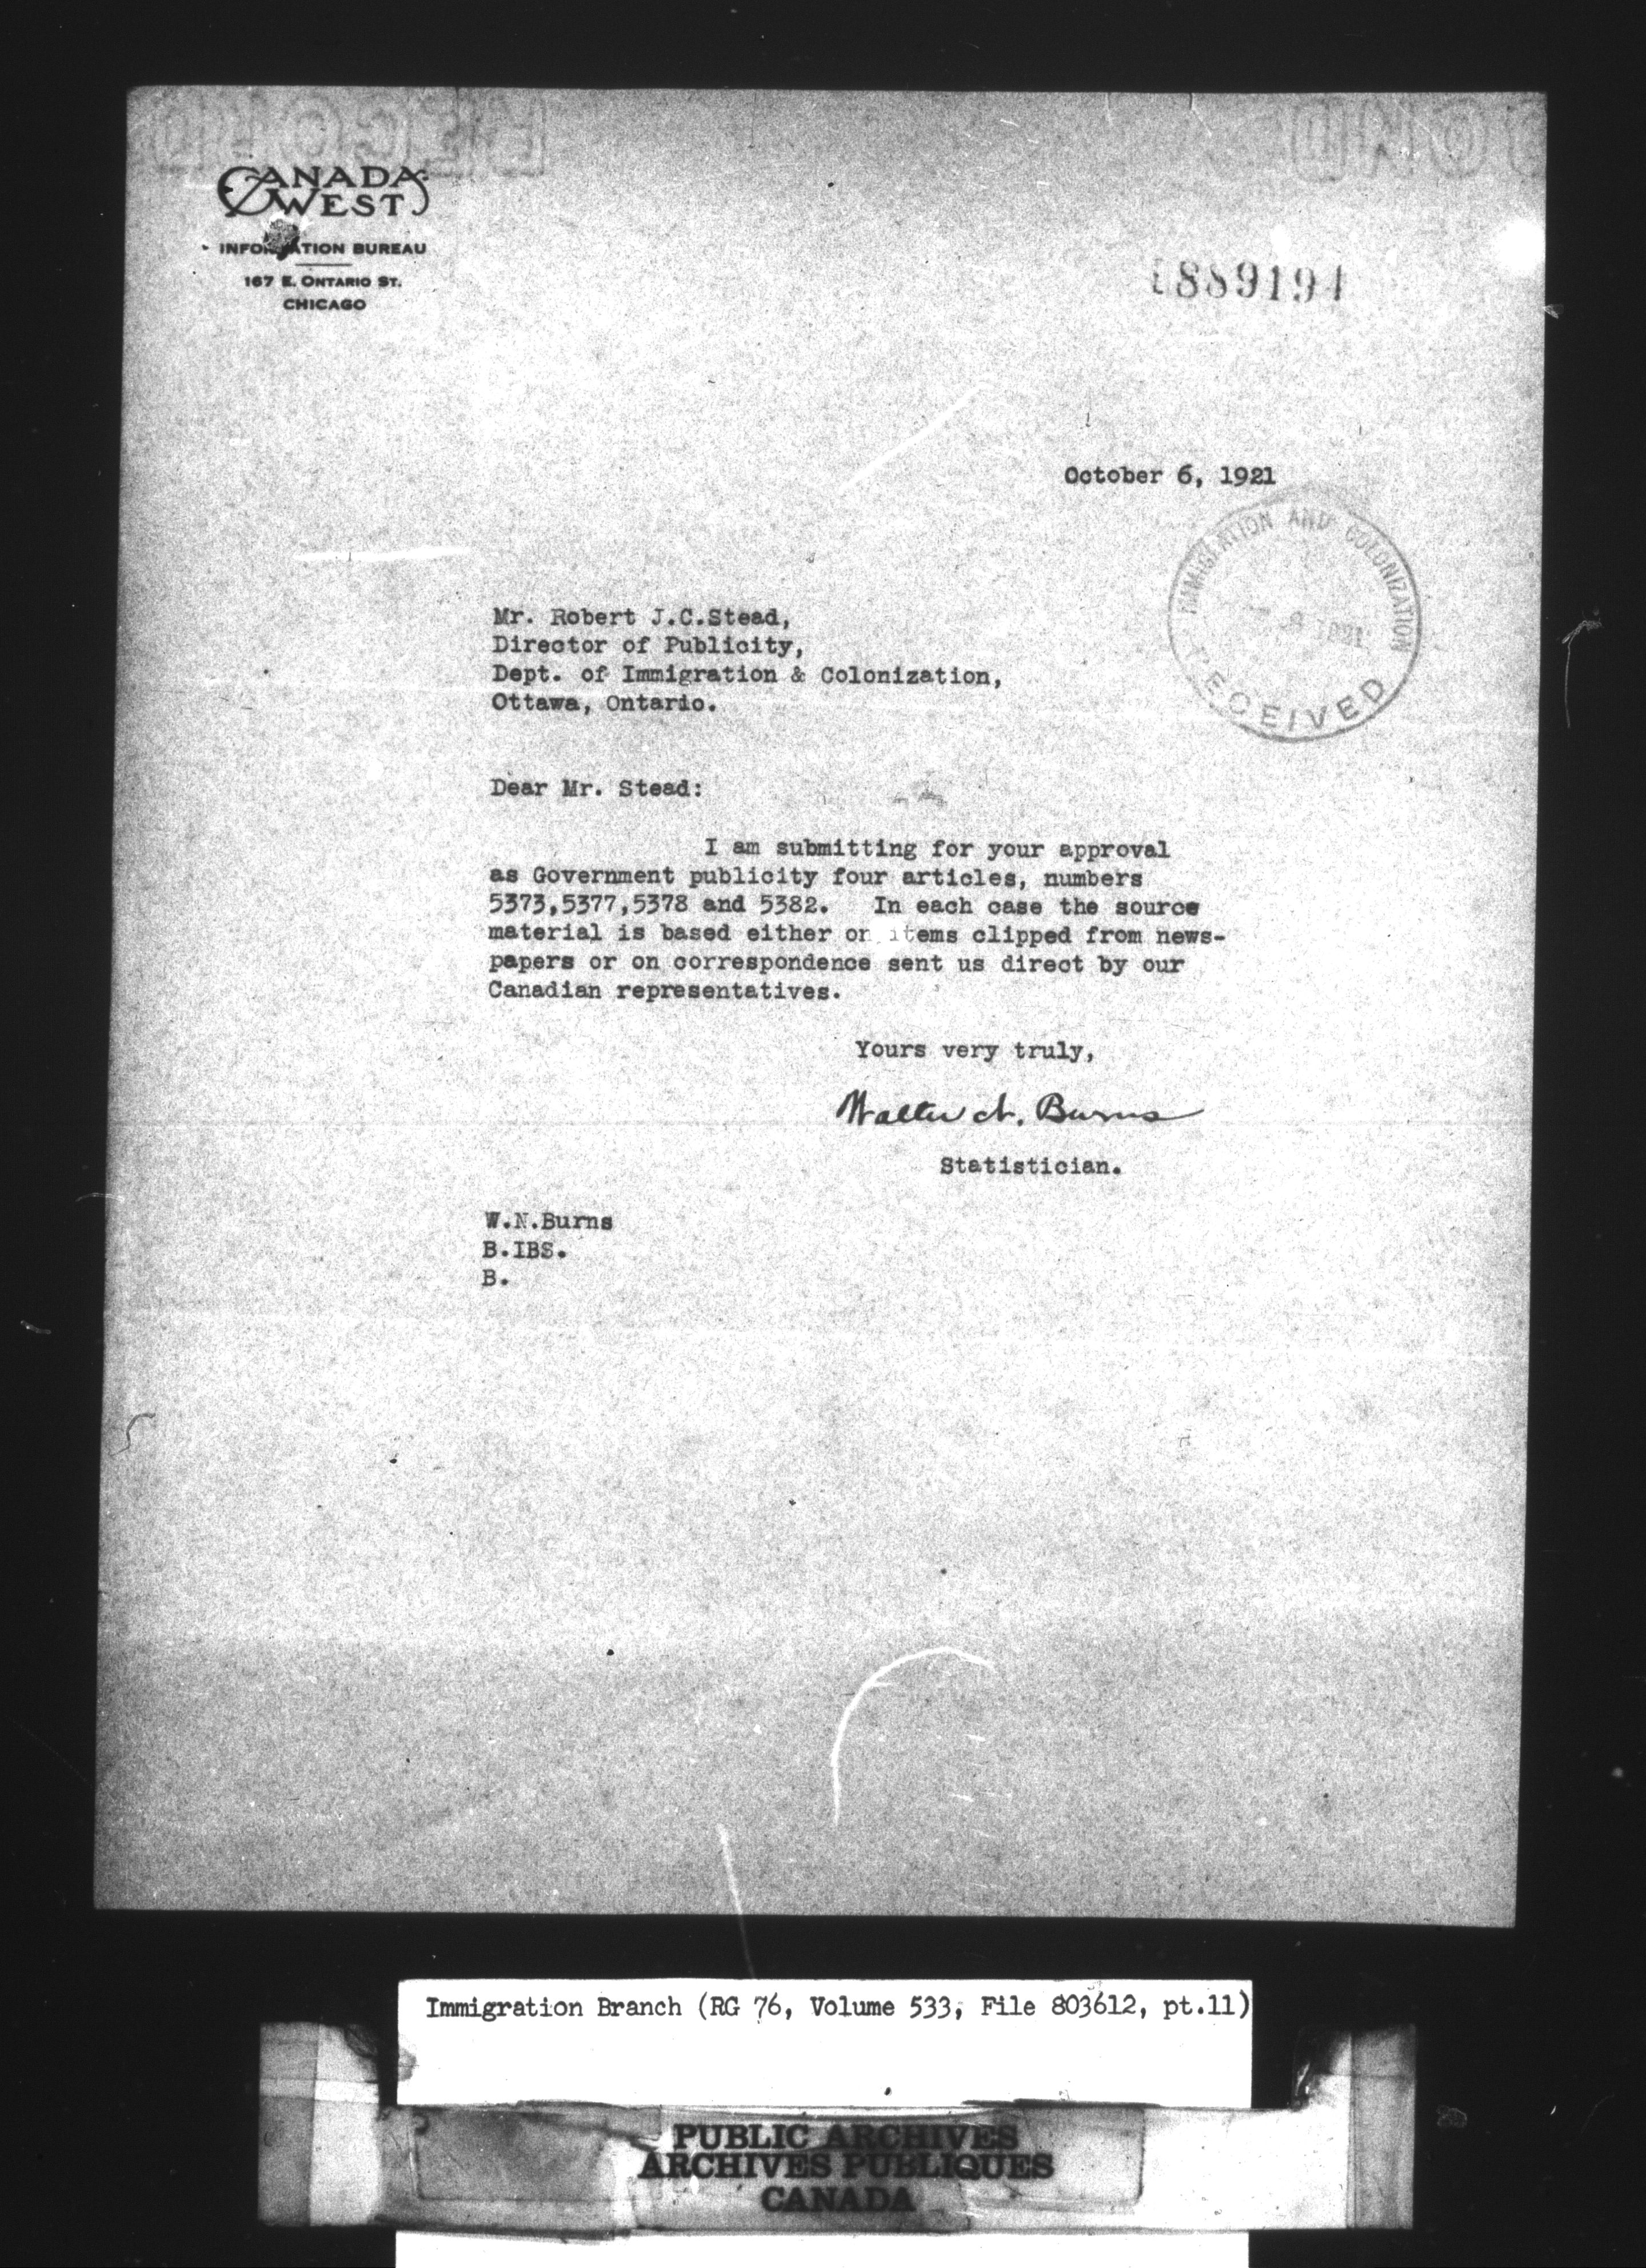 CANADA
WEST
INFORMATION BUREAU
167 E. ONTARIO ST.
CHICAGO
889194
October 6, 1921
IMMIGRATION AND COLONIZATION
1921
RECEIVED
Mr. Robert J.C.Stead,
Director of Publicity,
Dept. of Immigration & Colonization,
Ottawa, Ontario.
Dear Mr. Stead:
I am submitting for your approval
as Government publicity four articles, numbers
5373,5377,5378 and 5382. In each case the source
material is based either on items clipped from news-
papers or on correspondence sent us direct by our
Canadian representatives.
Yours very truly,
Walter N. Burns
Statistician.
W.N.Burns
B.IBS.
B.
Immigration Branch (RG 76, Volume 533, File 803612, pt.11)
PUBLIC ARCHIVES
ARCHIVES PUBLIQUES
CANADA